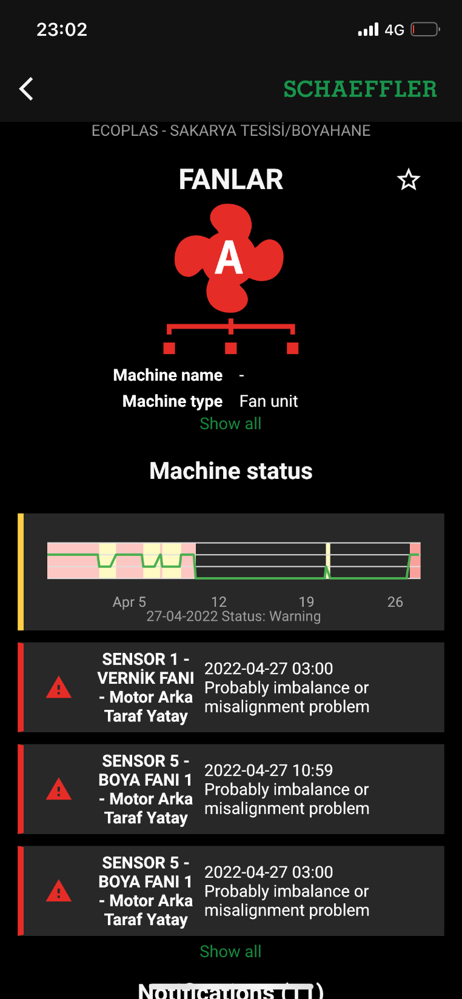 23:02
4G
SCHAEFFLER
ECOPLAS - SAKARYA TESİSİ/BOYAHANE
FANLAR
A
Machine name -
Machine type Fan unit
Show all
Machine status
Apr 5 12 19 26
27-04-2022 Status: Warning
SENSOR 1 -
VERNİK FANI
- Motor Arka
Taraf Yatay
2022-04-27 03:00
Probably imbalance or
misalignment problem
SENSOR 5 -
BOYA FANI 1
- Motor Arka
Taraf Yatay
2022-04-27 10:59
Probably imbalance or
misalignment problem
SENSOR 5 -
BOYA FANI 1
- Motor Arka
Taraf Yatay
2022-04-27 03:00
Probably imbalance or
misalignment problem
Show all
Notifications (11)